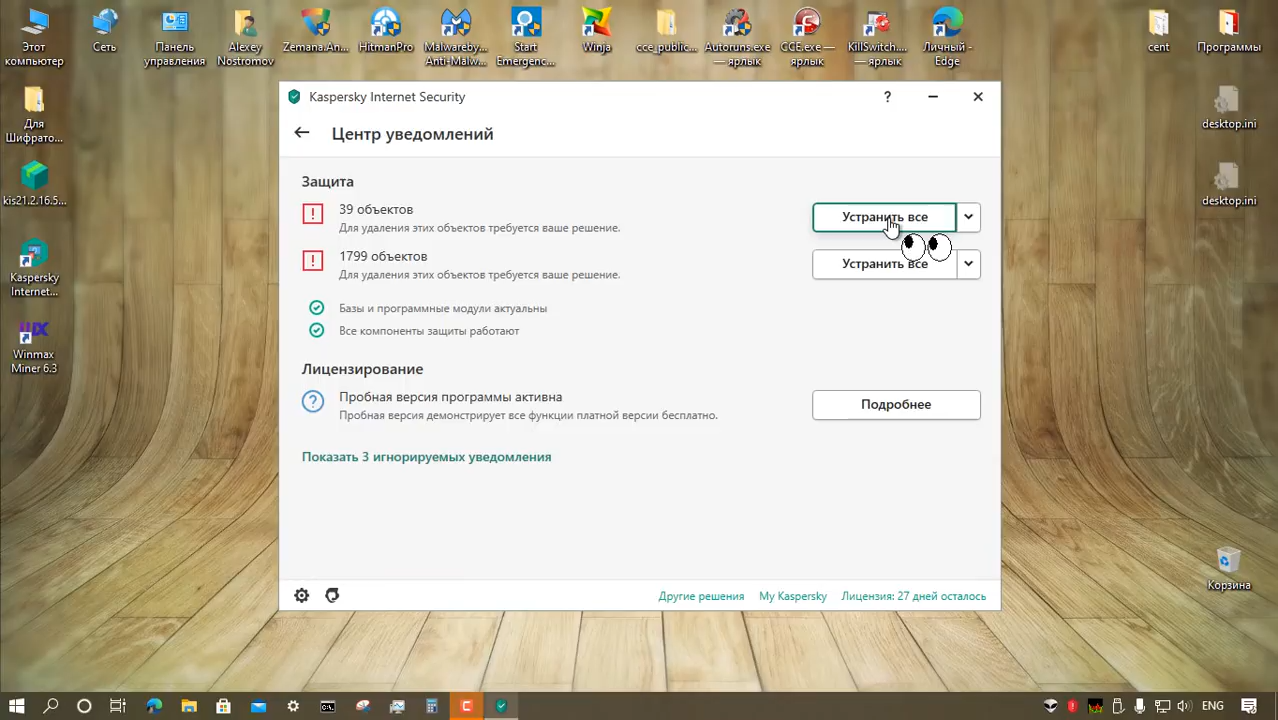 Этот
компьютер
Сеть
Панель
управления
Alexey
Nostromov
Zemana.An...
HitmanPro
Malwareby...
Anti-Malw...
Start
Emergenc...
Winja
cce_public...
Autoruns.exe
— ярлык
CCE.exe —
ярлык
KillSwitch....
— ярлык
Личный -
Edge
cent
Программы
Для
Шифрато...
kis21.2.16.5...
Kaspersky
Internet...
Winmax
Miner 6.3
desktop.ini
desktop.ini
Корзина
Kaspersky Internet Security
?
Центр уведомлений
Защита
39 объектов
Для удаления этих объектов требуется ваше решение.
Устранить все
1799 объектов
Для удаления этих объектов требуется ваше решение.
Устранить все
Базы и программные модули актуальны
Все компоненты защиты работают
Лицензирование
Пробная версия программы активна
Пробная версия демонстрирует все функции платной версии бесплатно.
Подробнее
Показать 3 игнорируемых уведомления
Другие решения My Kaspersky Лицензия: 27 дней осталось
ENG